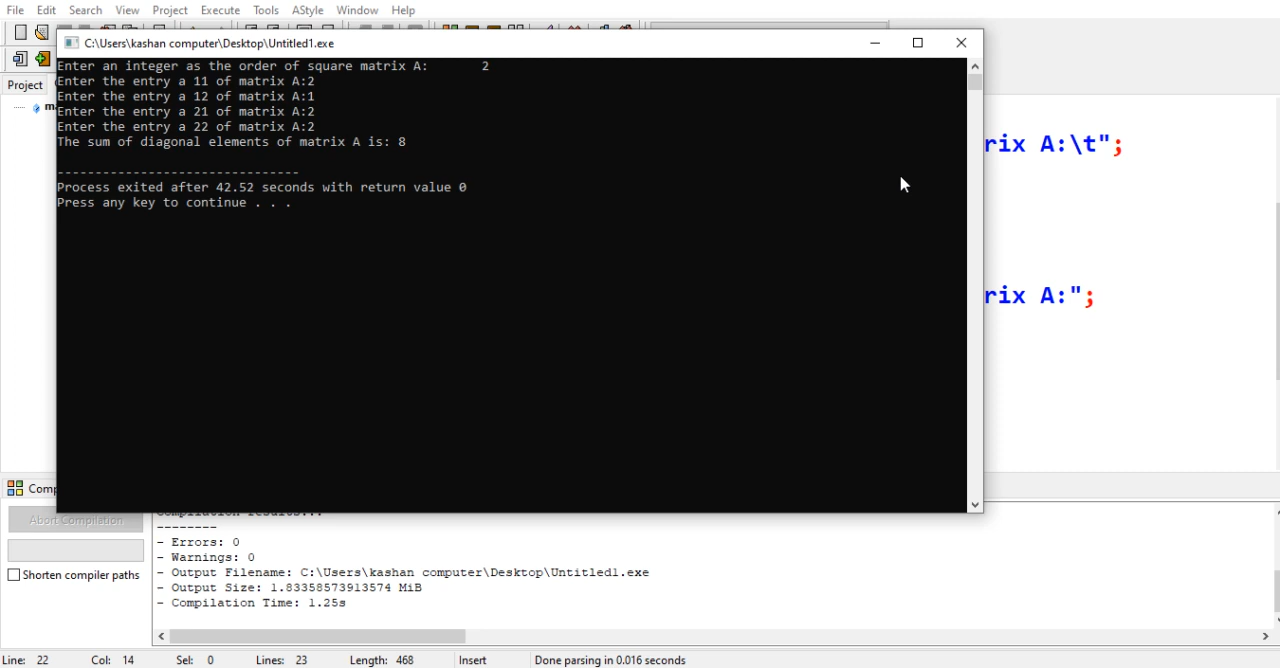 File Edit Search View Project Execute Tools AStyle Window Help
C:\Users\kashan computer\Desktop\Untitled1.exe
Enter an integer as the order of square matrix A: 2
Project
Enter the entry a 11 of matrix A:2
Enter the entry a 12 of matrix A:1
Enter the entry a 21 of matrix A:2
Enter the entry a 22 of matrix A:2
The sum of diagonal elements of matrix A is: 8
rix A:\t";
--------------------------------
Process exited after 42.52 seconds with return value 0
Press any key to continue . . .
rix A:";
Comp
Abort Compilation
Compilation results...
--------
- Errors: 0
- Warnings: 0
- Output Filename: C:\Users\kashan computer\Desktop\Untitled1.exe
- Output Size: 1.83358573913574 MiB
- Compilation Time: 1.25s
Shorten compiler paths
Line: 22 Col: 14 Sel: 0 Lines: 23 Length: 468 Insert Done parsing in 0.016 seconds